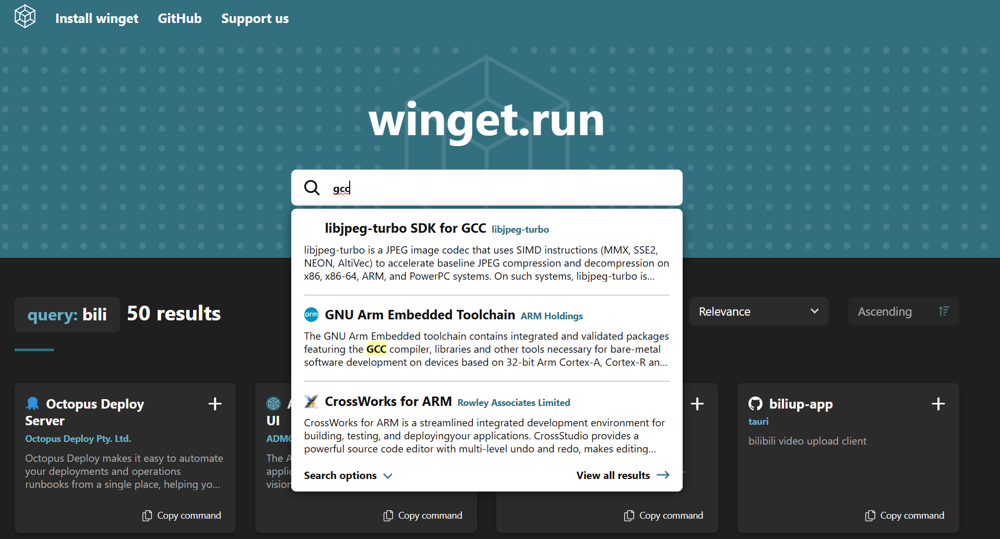 Install winget GitHub Support us
winget.run
gcc
libjpeg-turbo SDK for GCC libjpeg-turbo
libjpeg-turbo is a JPEG image codec that uses SIMD instructions (MMX, SSE2,
NEON, AltiVec) to accelerate baseline JPEG compression and decompression on
x86, x86-64, ARM, and PowerPC systems. On such systems, libjpeg-turbo is...
arm GNU Arm Embedded Toolchain ARM Holdings
The GNU Arm Embedded toolchain contains integrated and validated packages
featuring the GCC compiler, libraries and other tools necessary for bare-metal
software development on devices based on 32-bit Arm Cortex-A, Cortex-R an...
CrossWorks for ARM Rowley Associates Limited
CrossWorks for ARM is a streamlined integrated development environment for
building, testing, and deployingyour applications. CrossStudio provides a
powerful source code editor with multi-level undo and redo, makes editing...
Search options View all results
query: bili 50 results
Relevance
Ascending
Octopus Deploy
Server
Octopus Deploy Pty. Ltd.
Octopus Deploy makes it easy to automate
your deployments and operations
runbooks from a single place, helping yo...
Copy command
UI
The A
Copy command
Copy command
biliup-app
tauri
bilibili video upload client
Copy command